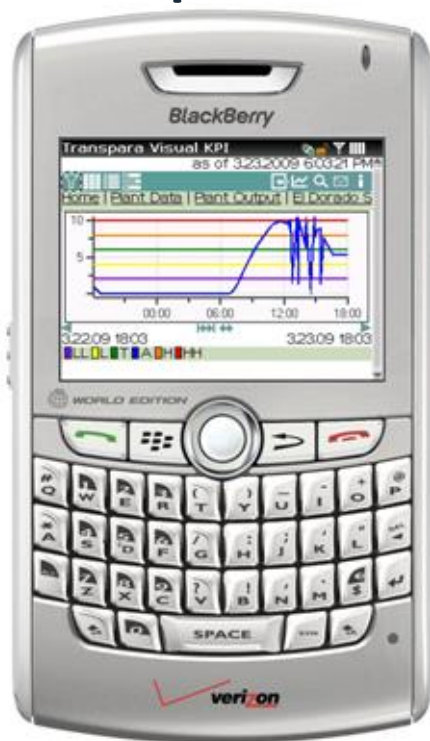 BlackBerry
Transpara Visual KPI
as of 3.23.2009 6:03:21 PM
Home | Plant Data | Plant Output | El Dorado S
10
5
00:00 06:00 12:00 18:00
3.22.09 18:03 3.23.09 18:03
LL L T A H HH
WORLD EDITION
# Q W E R ( T ) Y _ U - I + O @ P
* A S D F / G : H ; J ' K " L
Z X C ? V ! B , N . M $
SPACE SYM
verizon